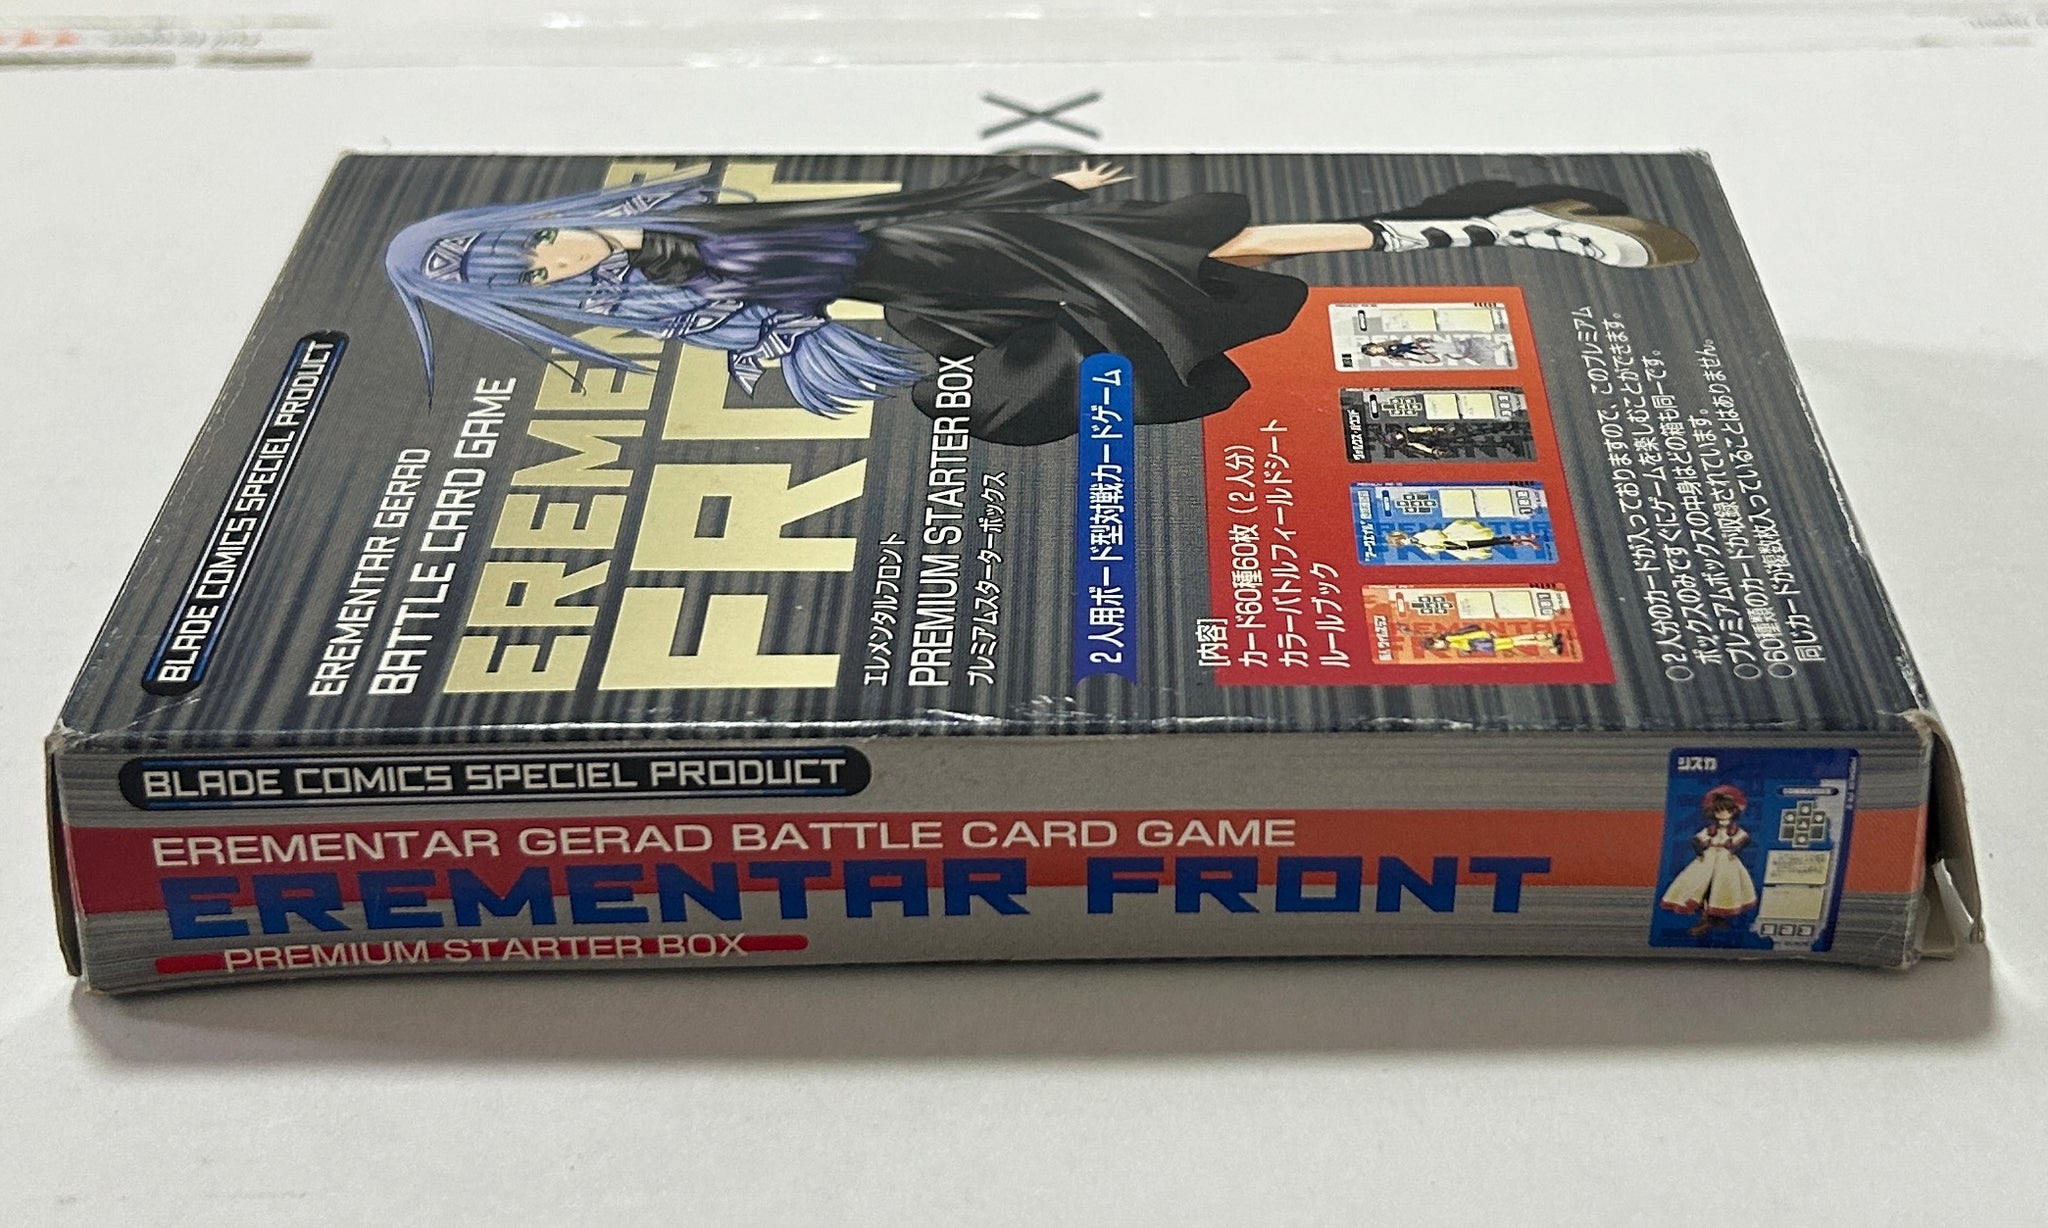 BLADE COMICS SPECIEL PRODUCT
EREMENTAR GERAD
BATTLE CARD GAME
エレメンタルフロント
PREMIUM STARTER BOX
プレミアムスターターボックス
2人用ボード型対戦カードゲーム
[内容]
カード60種60枚(2人分)
カラーバトルフィールドシート
ルールブック
○2人分のカードが入っておりますので、このプレミアム
ボックスのみですぐにゲームを楽しむことができます。
○プレミアムボックスの中身はどの箱も同一です。
○60種類のカードが収録されています。
同じカードが複数枚入っていることはありません。
BLADE COMICS SPECIEL PRODUCT
EREMENTAR GERAD BATTLE CARD GAME
EREMENTAR FRONT
PREMIUM STARTER BOX
シスカ
COMMANDER